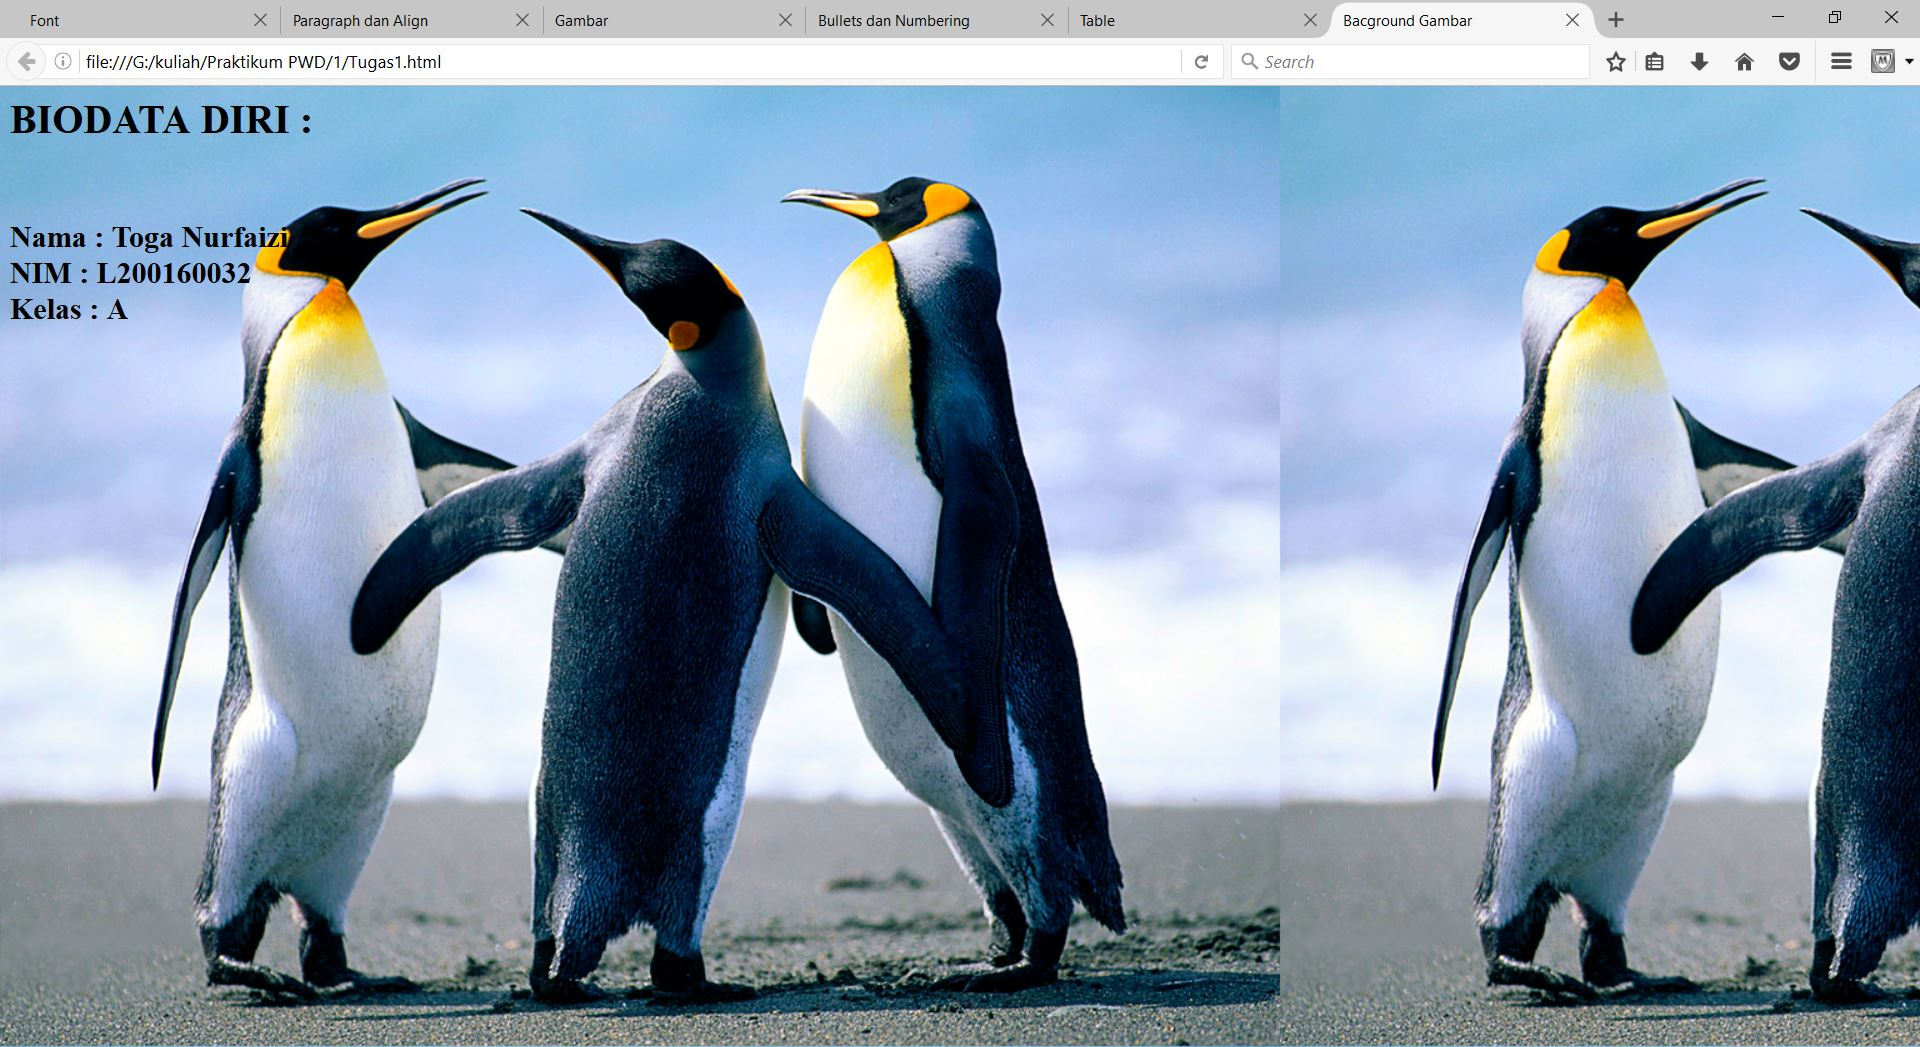 Font
Paragraph dan Align
Gambar
Bullets dan Numbering
Table
Bacground Gambar
file:///G:/kuliah/Praktikum PWD/1/Tugas1.html
Search
BIODATA DIRI :
Nama : Toga Nurfaizi
NIM : L200160032
Kelas : A